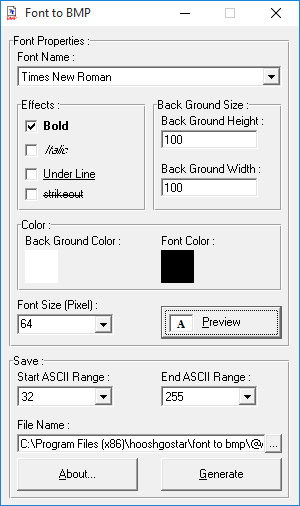 Font to BMP
Font Properties :
Font Name :
Times New Roman
Effects :
Bold
Italic
Under Line
strikeout
Back Ground Size :
Back Ground Height :
100
Back Ground Width :
100
Color :
Back Ground Color :
Font Color :
Font Size (Pixel) :
64
A Preview
Save :
Start ASCII Range :
32
End ASCII Range :
255
File Name :
C:\Program Files (x86)\hooshgostar\font to bmp\@ ...
About...
Generate